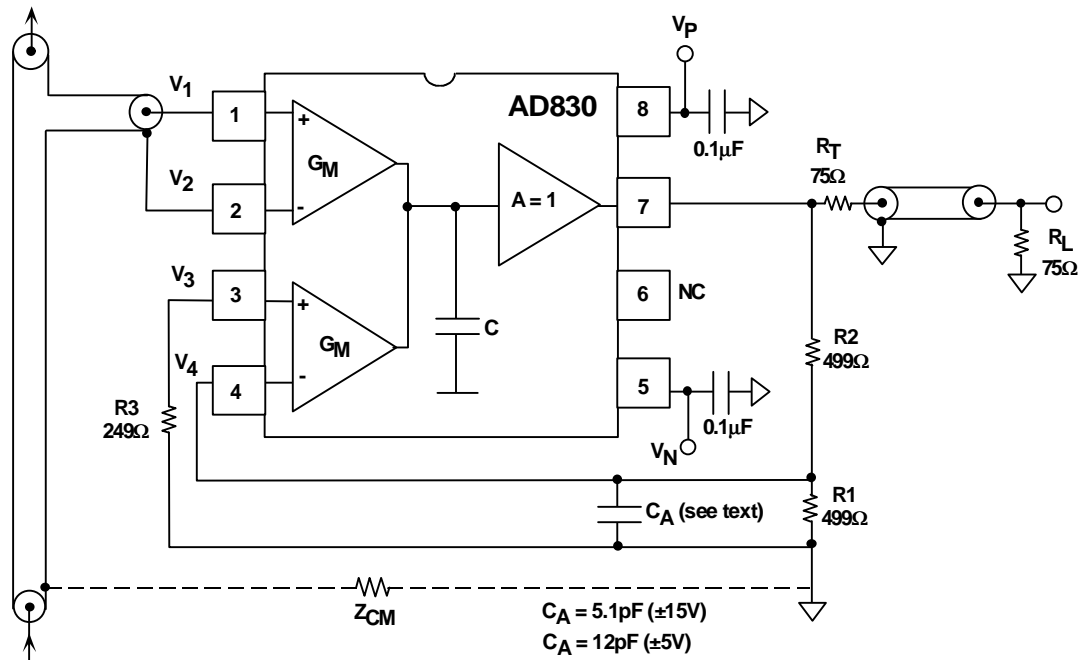 V1
V2
V3
V4
1
2
3
4
+
GM
-
+
GM
-
AD830
A = 1
C
8
7
6
5
NC
VP
0.1µF
VN
0.1µF
RT
75Ω
RL
75Ω
R2
499Ω
R1
499Ω
R3
249Ω
CA (see text)
ZCM
CA = 5.1pF (±15V)
CA = 12pF (±5V)